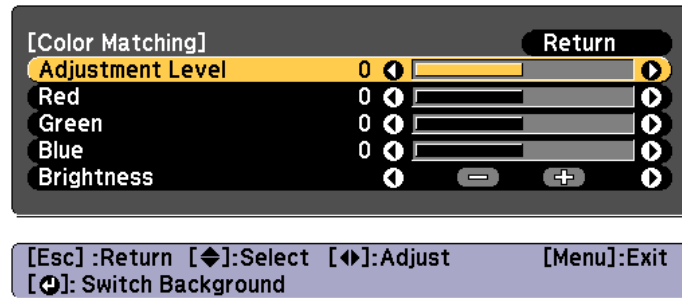 [Color Matching] Return
Adjustment Level 0
Red 0
Green 0
Blue 0
Brightness
[Esc] :Return [◆]:Select [◀▶]:Adjust [Menu]:Exit
[↵]: Switch Background